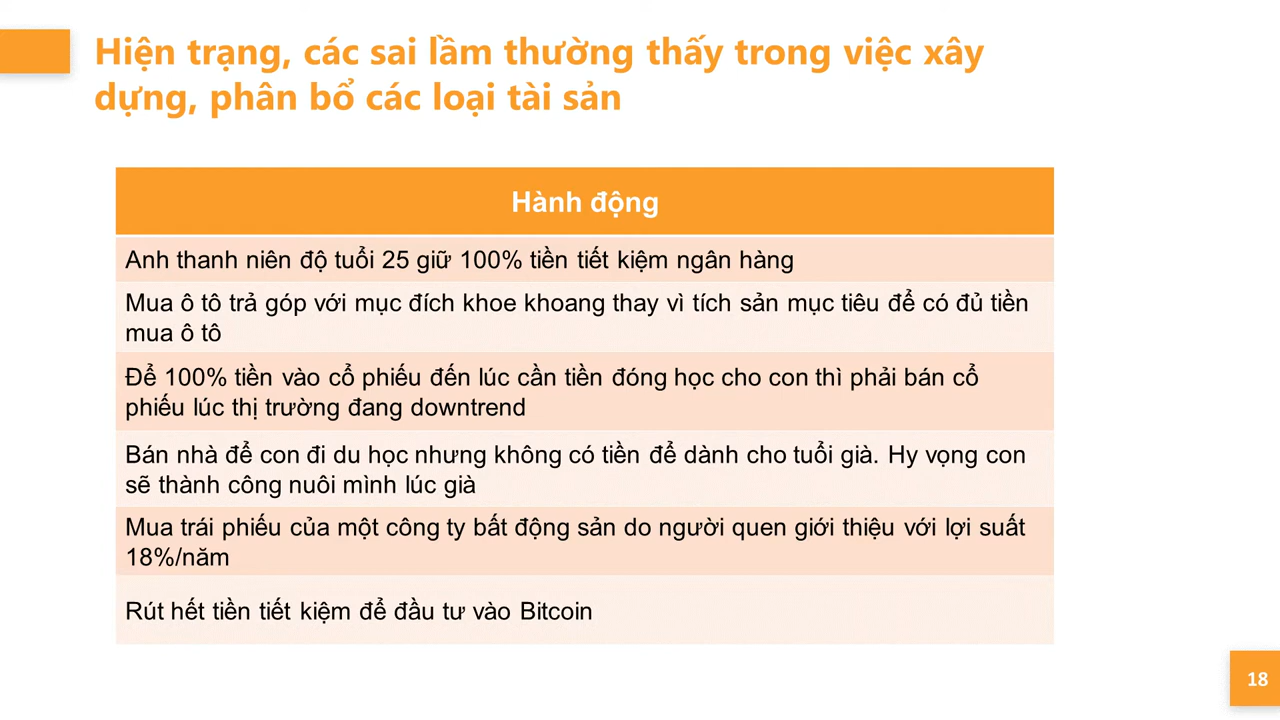 Hiện trạng, các sai lầm thường thấy trong việc xây
dựng, phân bổ các loại tài sản
Hành động
Anh thanh niên độ tuổi 25 giữ 100% tiền tiết kiệm ngân hàng
Mua ô tô trả góp với mục đích khoe khoang thay vì tích sản mục tiêu để có đủ tiền
mua ô tô
Để 100% tiền vào cổ phiếu đến lúc cần tiền đóng học cho con thì phải bán cổ
phiếu lúc thị trường đang downtrend
Bán nhà để con đi du học nhưng không có tiền để dành cho tuổi già. Hy vọng con
sẽ thành công nuôi mình lúc già
Mua trái phiếu của một công ty bất động sản do người quen giới thiệu với lợi suất
18%/năm
Rút hết tiền tiết kiệm để đầu tư vào Bitcoin
18